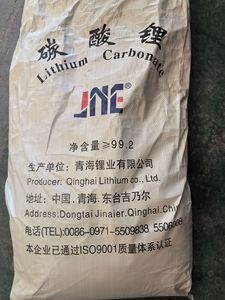 碳酸锂
Lithium Carbonate
JNE
净含量≥99.2
生产单位:青海锂业有限公司
Producer: Qinghai Lithium co., Ltd.
地址:中国.青海.东台吉乃尔
Address:Dongtai Jinaier.Qinghai.China
电话(TEL):0086-0971-5509838
本企业已通过ISO9001质量体系认证